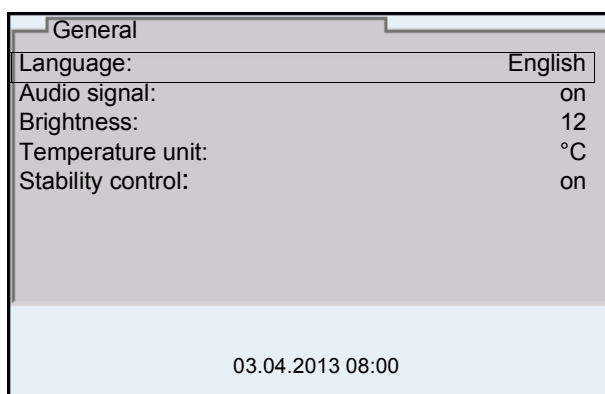 General
Language: English
Audio signal: on
Brightness: 12
Temperature unit: °C
Stability control: on
03.04.2013 08:00